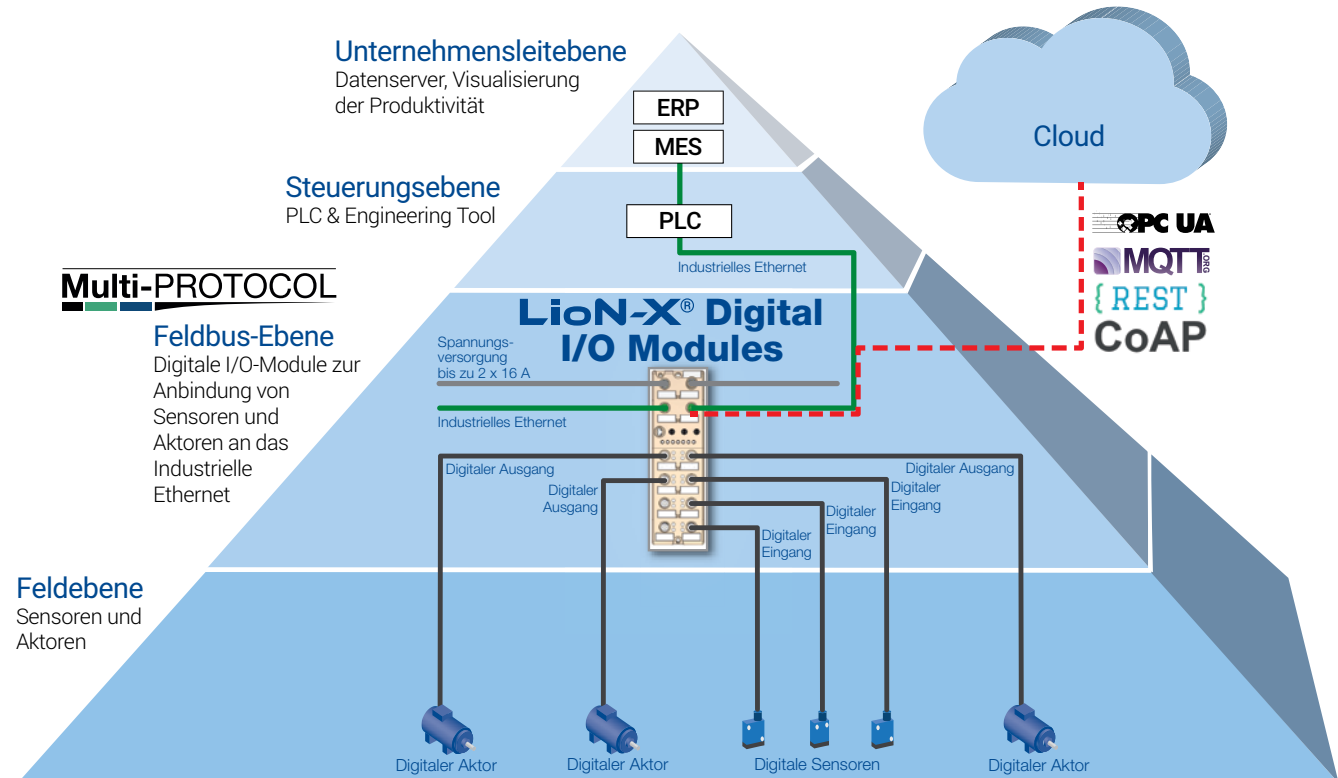 Unternehmensleitebene
Datenserver, Visualisierung
der Produktivität
ERP
MES
Cloud
Steuerungsebene
PLC & Engineering Tool
PLC
Industrielles Ethernet
OPC UA
MQTT.ORG
{ REST }
CoAP
Multi-PROTOCOL
Feldbus-Ebene
Digitale I/O-Module zur
Anbindung von
Sensoren und
Aktoren an das
Industrielle
Ethernet
LioN-X® Digital
I/O Modules
Spannungs-
versorgung
bis zu 2 x 16 A
Industrielles Ethernet
Digitaler Ausgang
Digitaler
Ausgang
Digitaler
Eingang
Digitaler
Eingang
Digitaler
Eingang
Digitaler Ausgang
Feldebene
Sensoren und
Aktoren
Digitaler Aktor
Digitaler Aktor
Digitale Sensoren
Digitaler Aktor